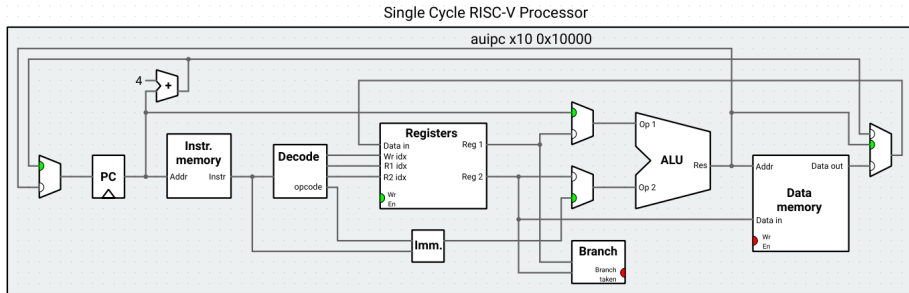 Single Cycle RISC-V Processor
auipc x10 0x10000
4
+
Instr.
memory
Addr Instr
PC
Decode
opcode
Registers
Data in
Wr idx
R1 idx
R2 idx
Reg 1
Reg 2
Wr
En
Imm.
Op 1
ALU
Res
Op 2
Branch
Branch
taken
Addr Data out
Data
memory
Data in
Wr
En